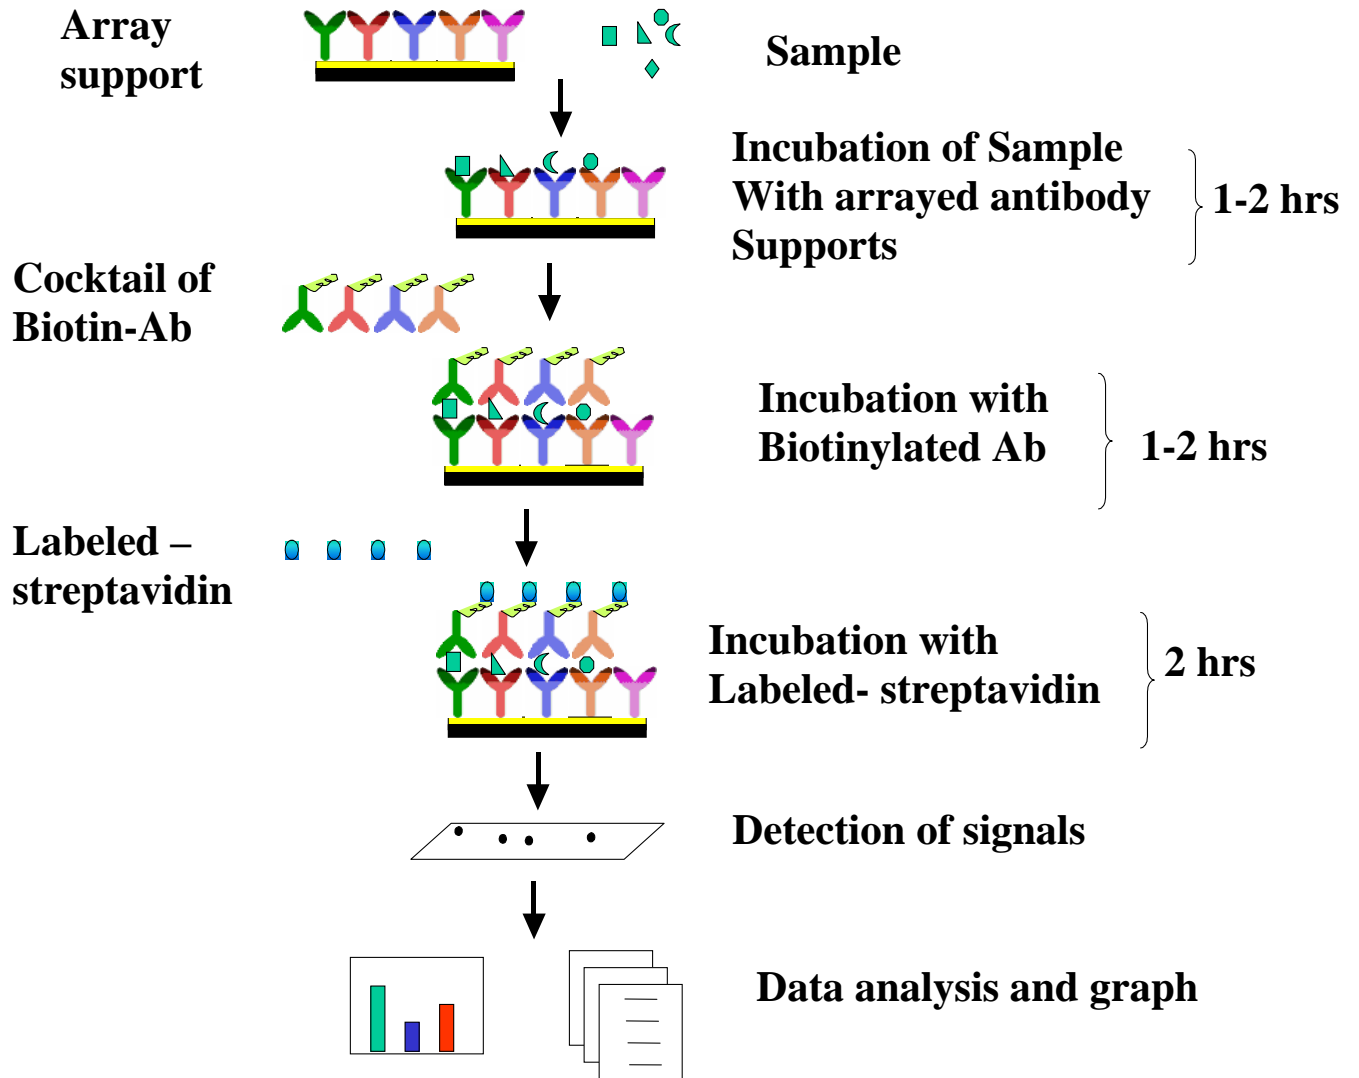 Array
support
Sample
Incubation of Sample
With arrayed antibody
Supports
1-2 hrs
Cocktail of
Biotin-Ab
Incubation with
Biotinylated Ab
1-2 hrs
Labeled –
streptavidin
Incubation with
Labeled- streptavidin
2 hrs
Detection of signals
Data analysis and graph